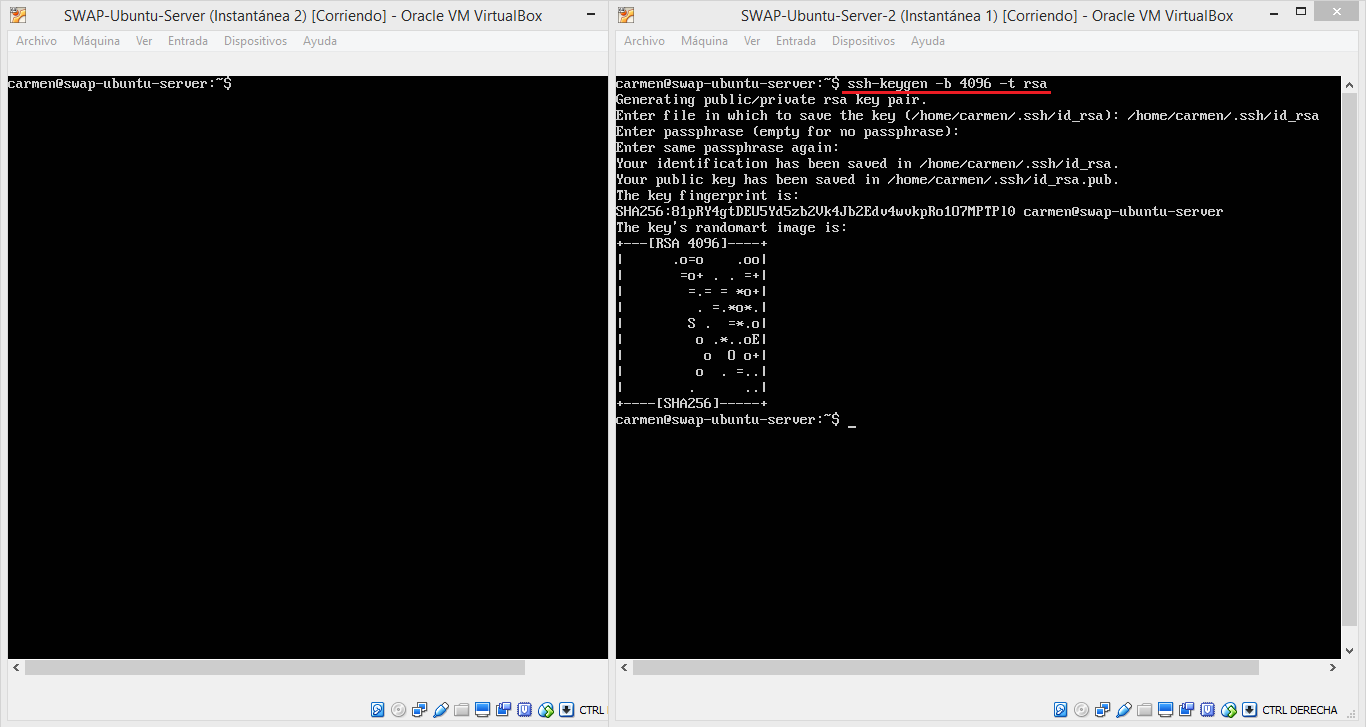 SWAP-Ubuntu-Server (Instantánea 2) [Corriendo] - Oracle VM VirtualBox
Archivo Máquina Ver Entrada Dispositivos Ayuda
carmen@swap-ubuntu-server:~$
CTRL
SWAP-Ubuntu-Server-2 (Instantánea 1) [Corriendo] - Oracle VM VirtualBox
Archivo Máquina Ver Entrada Dispositivos Ayuda
carmen@swap-ubuntu-server:~$ ssh-keygen -b 4096 -t rsa
Generating public/private rsa key pair.
Enter file in which to save the key (/home/carmen/.ssh/id_rsa): /home/carmen/.ssh/id_rsa
Enter passphrase (empty for no passphrase):
Enter same passphrase again:
Your identification has been saved in /home/carmen/.ssh/id_rsa.
Your public key has been saved in /home/carmen/.ssh/id_rsa.pub.
The key fingerprint is:
SHA256:81pRY4gtDEU5Yd5zb2Vk4Jb2Edv4wvkpRo1O7MPTPl0 carmen@swap-ubuntu-server
The key's randomart image is:
+---[RSA 4096]----+
|      .o=o    .oo|
|       =o+ . . =+|
|        =.= = *o+|
|         . =.*o*.|
|        S .  =*.o|
|         o .*..oE|
|          o  O o+|
|         o  . =..|
|        .      ..|
+----[SHA256]-----+
carmen@swap-ubuntu-server:~$ _
CTRL DERECHA